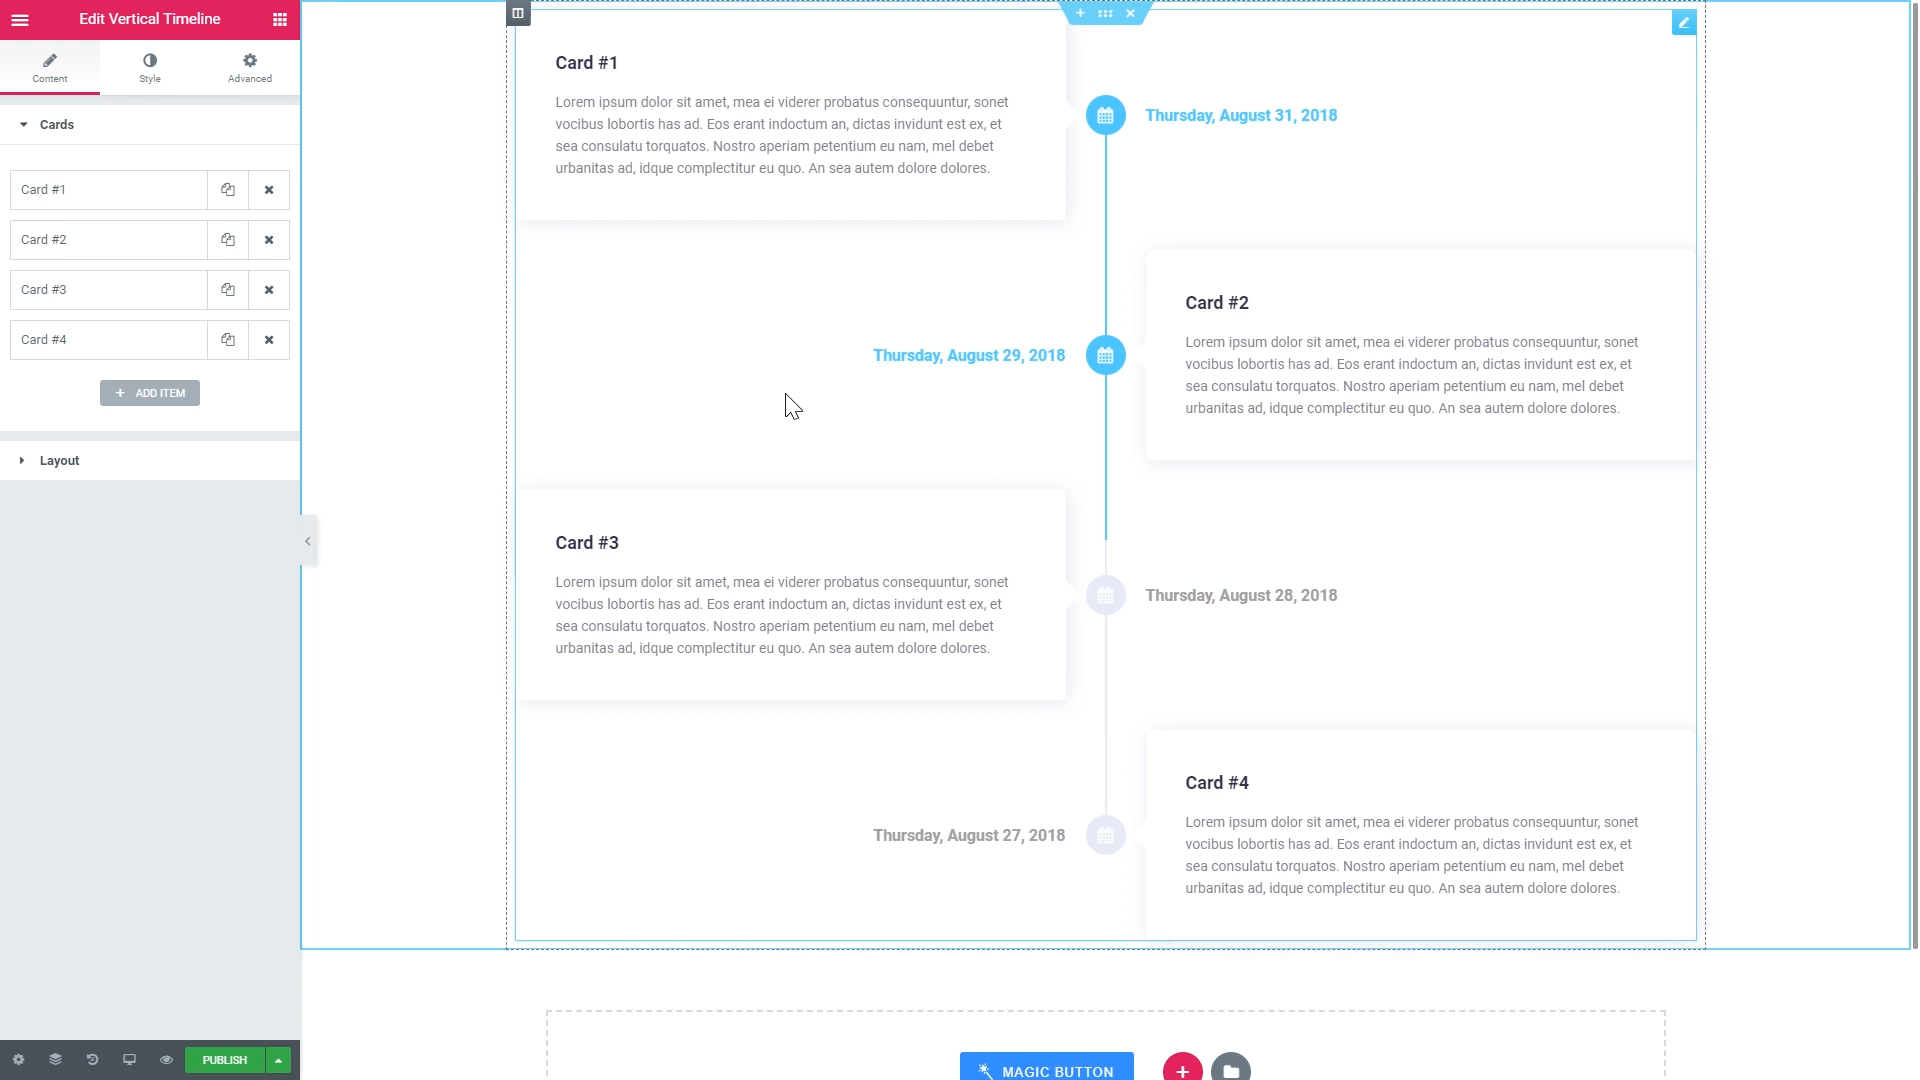 Edit Vertical Timeline
Content
Style
Advanced
Cards
Card #1
Card #2
Card #3
Card #4
ADD ITEM
Layout
PUBLISH
Card #1
Lorem ipsum dolor sit amet, mea ei viderer probatus consequuntur, sonet
vocibus lobortis has ad. Eos erant indoctum an, dictas invidunt est ex, et
sea consulatu torquatos. Nostro aperiam petentium eu nam, mel debet
urbanitas ad, idque complectitur eu quo. An sea autem dolore dolores.
Thursday, August 31, 2018
Card #2
Lorem ipsum dolor sit amet, mea ei viderer probatus consequuntur, sonet
vocibus lobortis has ad. Eos erant indoctum an, dictas invidunt est ex, et
sea consulatu torquatos. Nostro aperiam petentium eu nam, mel debet
urbanitas ad, idque complectitur eu quo. An sea autem dolore dolores.
Thursday, August 29, 2018
Card #3
Lorem ipsum dolor sit amet, mea ei viderer probatus consequuntur, sonet
vocibus lobortis has ad. Eos erant indoctum an, dictas invidunt est ex, et
sea consulatu torquatos. Nostro aperiam petentium eu nam, mel debet
urbanitas ad, idque complectitur eu quo. An sea autem dolore dolores.
Thursday, August 28, 2018
Card #4
Lorem ipsum dolor sit amet, mea ei viderer probatus consequuntur, sonet
vocibus lobortis has ad. Eos erant indoctum an, dictas invidunt est ex, et
sea consulatu torquatos. Nostro aperiam petentium eu nam, mel debet
urbanitas ad, idque complectitur eu quo. An sea autem dolore dolores.
Thursday, August 27, 2018
MAGIC BUTTON